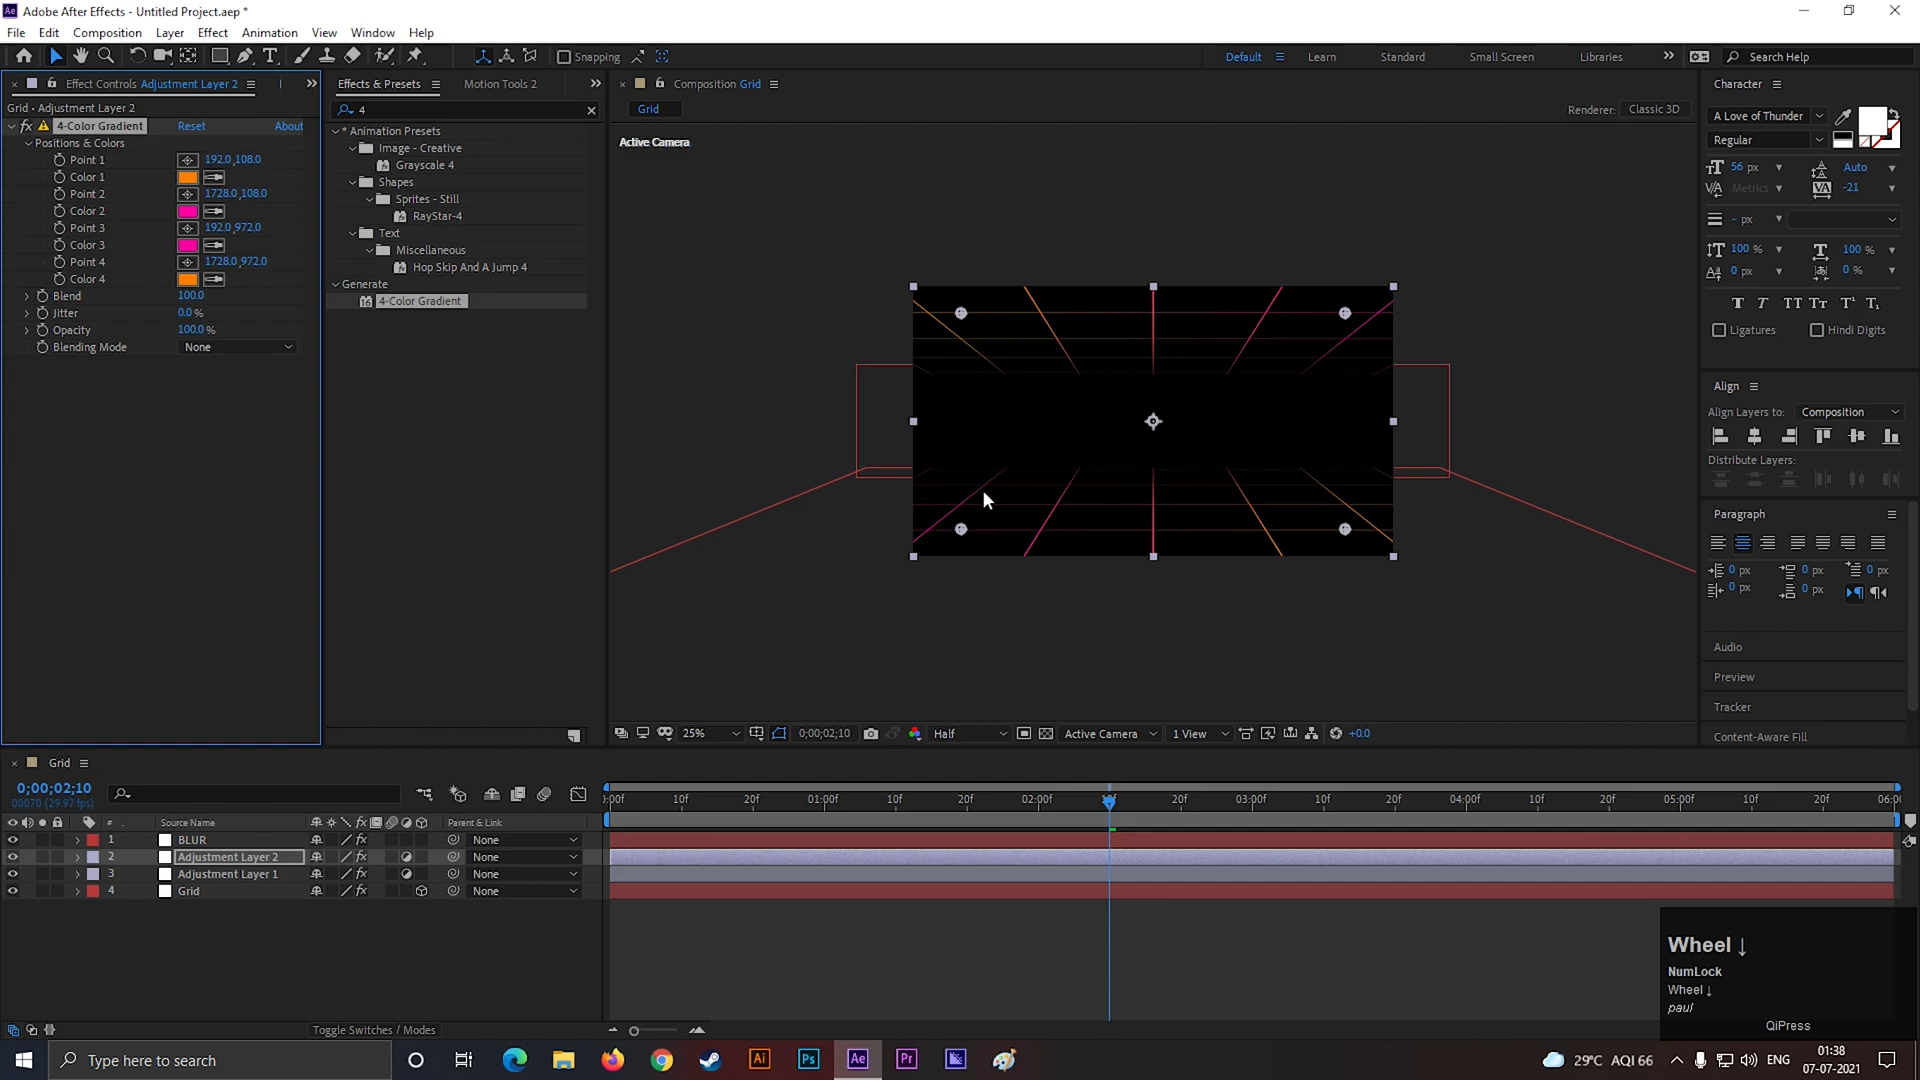 Adobe After Effects - Untitled Project.aep *
File Edit Composition Layer Effect Animation View Window Help
Snapping
Default Learn Standard Small Screen Libraries Search Help
Effect Controls Adjustment Layer 2
Grid • Adjustment Layer 2
fx 4-Color Gradient Reset About
Positions & Colors
Point 1 192.0,108.0
Color 1
Point 2 1728.0,108.0
Color 2
Point 3 192.0,972.0
Color 3
Point 4 1728.0,972.0
Color 4
Blend 100.0
Jitter 0.0 %
Opacity 100.0 %
Blending Mode None
Effects & Presets Motion Tools 2
4
* Animation Presets
Image - Creative
Grayscale 4
Shapes
Sprites - Still
RayStar-4
Text
Miscellaneous
Hop Skip And A Jump 4
Generate
4-Color Gradient
Composition Grid
Grid
Renderer: Classic 3D
Active Camera
25% 0;00;02;10 Half Active Camera 1 View +0.0
Character
A Love of Thunder
Regular
56 px Auto
Metrics -21
- px
100 % 100 %
0 px 0 %
Ligatures Hindi Digits
Align
Align Layers to: Composition
Distribute Layers:
Paragraph
0 px 0 px 0 px
0 px 0 px
Audio
Preview
Tracker
Content-Aware Fill
Grid
0;00;02;10
00070 (29.97 fps)
:00f 10f 20f 01:00f 10f 20f 02:00f 20f 03:00f 10f 20f 04:00f 10f 20f 05:00f 10f 20f 06:00
# Source Name Parent & Link
1 BLUR None
2 Adjustment Layer 2 None
3 Adjustment Layer 1 None
4 Grid None
Toggle Switches / Modes
Wheel ↓
NumLock
Wheel ↓
paul
QiPress
Type here to search
Ai Ps Ae Pr
29°C AQI 66 ENG
01:38
07-07-2021